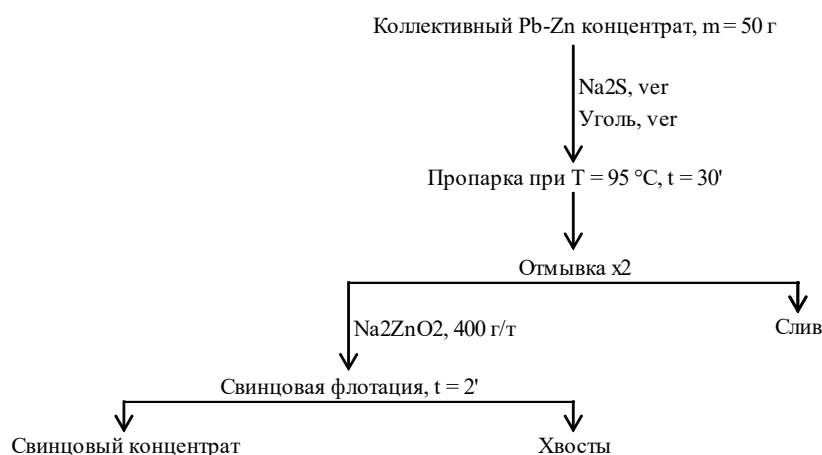 Коллективный Pb-Zn концентрат, m = 50 г
Na2S, ver
Уголь, ver
Пропарка при T = 95 °C, t = 30'
Отмывка x2
Na2ZnO2, 400 г/т
Слив
Свинцовая флотация, t = 2'
Свинцовый концентрат
Хвосты